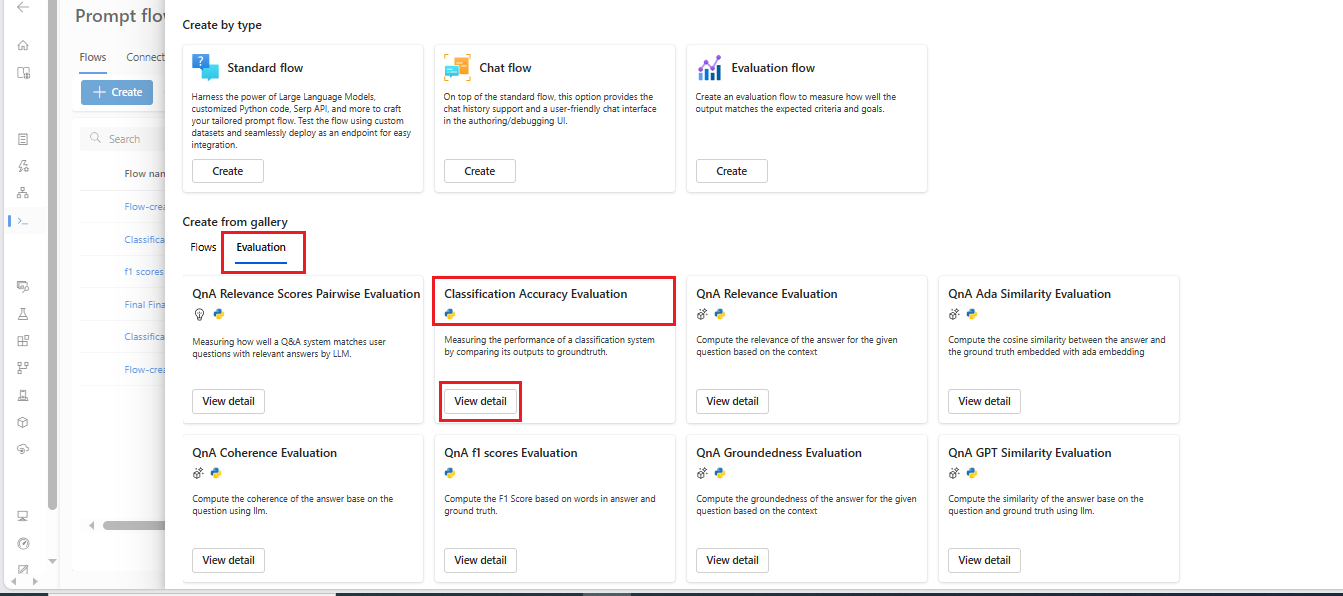 Prompt flo
Flows
Connect
Create
Search
Flow nam
Flow-crea
Classifica
f1 scores
Final Fina
Classifica
Flow-crea
Create by type
Standard flow
Harness the power of Large Language Models,
customized Python code, Serp API, and more to craft
your tailored prompt flow. Test the flow using custom
datasets and seamlessly deploy as an endpoint for easy
integration.
Create
Chat flow
On top of the standard flow, this option provides the
chat history support and a user-friendly chat interface
in the authoring/debugging UI.
Create
Evaluation flow
Create an evaluation flow to measure how well the
output matches the expected criteria and goals.
Create
Create from gallery
Flows
Evaluation
QnA Relevance Scores Pairwise Evaluation
Measuring how well a Q&A system matches user
questions with relevant answers by LLM.
View detail
Classification Accuracy Evaluation
Measuring the performance of a classification system
by comparing its outputs to groundtruth.
View detail
QnA Relevance Evaluation
Compute the relevance of the answer for the given
question based on the context
View detail
QnA Ada Similarity Evaluation
Compute the cosine similarity between the answer and
the ground truth embedded with ada embedding
View detail
QnA Coherence Evaluation
Compute the coherence of the answer base on the
question using llm.
View detail
QnA f1 scores Evaluation
Compute the F1 Score based on words in answer and
ground truth.
View detail
QnA Groundedness Evaluation
Compute the groundedness of the answer for the given
question based on the context
View detail
QnA GPT Similarity Evaluation
Compute the similarity of the answer base on the
question and ground truth using llm.
View detail